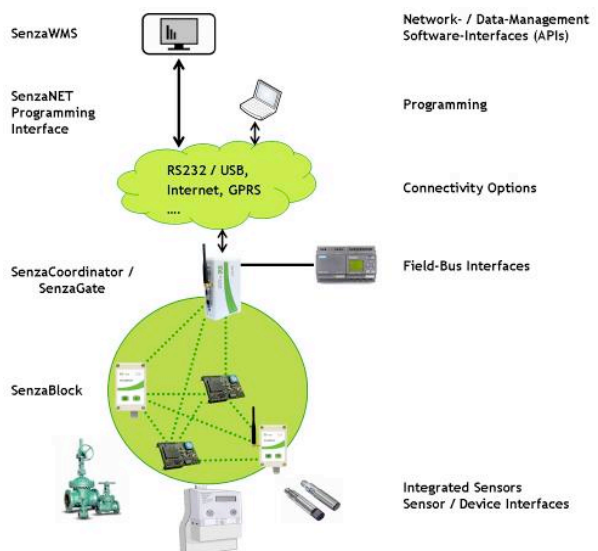 SenzaWMS
Network- / Data-Management
Software-Interfaces (APIs)
SenzaNET
Programming
Interface
Programming
RS232 / USB,
Internet, GPRS
....
Connectivity Options
SenzaCoordinator /
SenzaGate
Field-Bus Interfaces
SenzaBlock
Integrated Sensors
Sensor / Device Interfaces